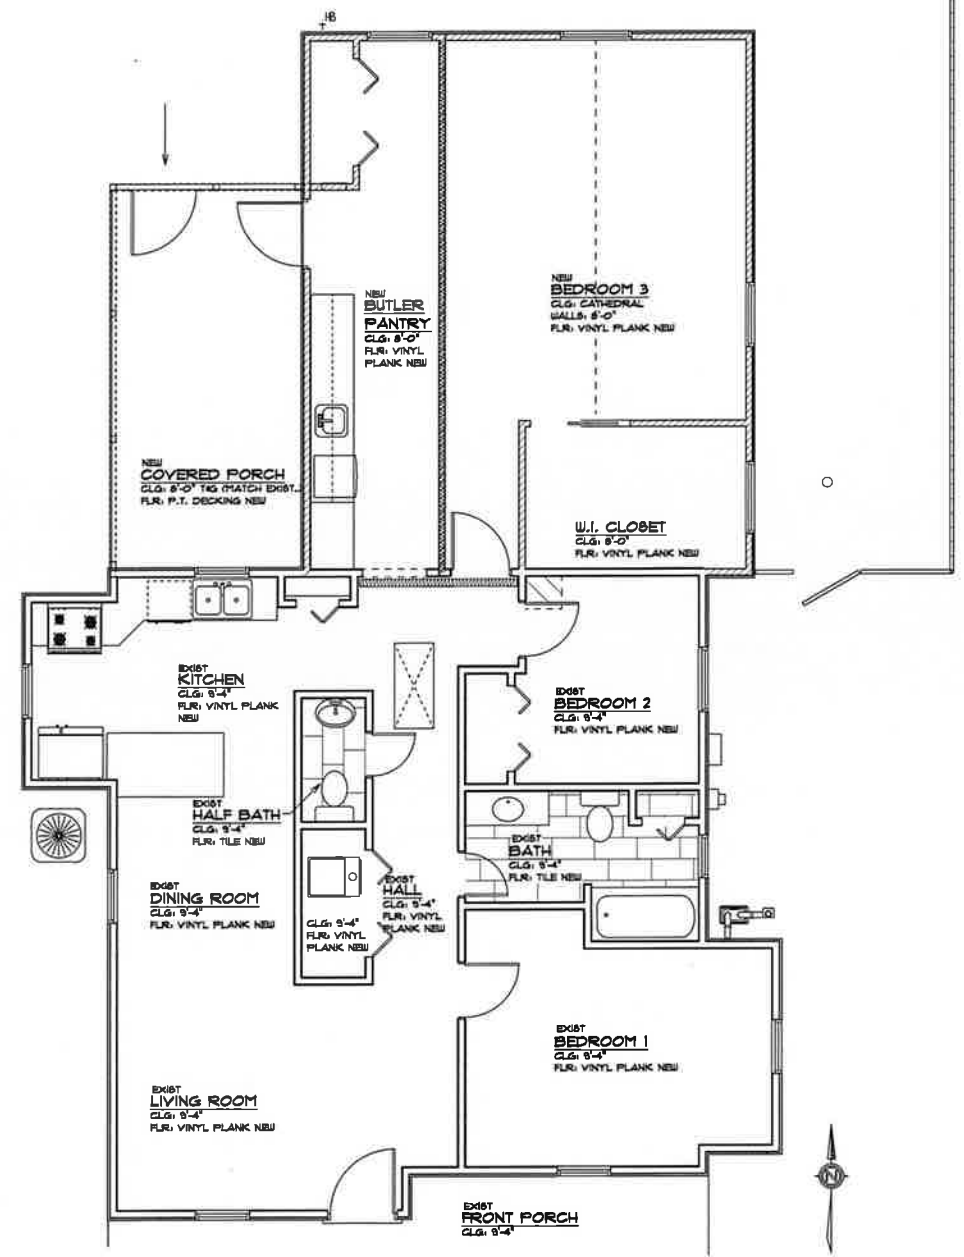 HB
NEW
BEDROOM 3
CLG: CATHEDRAL
WALLS: 8'-0"
FLR: VINYL PLANK NEW
NEW
BUTLER
PANTRY
CLG: 8'-0"
FLR: VINYL
PLANK NEW
NEW
COVERED PORCH
CLG: 8'-0" T&G (MATCH EXIST.
FLR: P.T. DECKING NEW
W.I. CLOSET
CLG: 8'-0"
FLR: VINYL PLANK NEW
EXIST
KITCHEN
CLG: 9'-4"
FLR: VINYL PLANK
NEW
EXIST
BEDROOM 2
CLG: 9'-4"
FLR: VINYL PLANK NEW
EXIST
HALF BATH
CLG: 9'-4"
FLR: TILE NEW
EXIST
BATH
CLG: 9'-4"
FLR: TILE NEW
EXIST
DINING ROOM
CLG: 9'-4"
FLR: VINYL PLANK NEW
EXIST
HALL
CLG: 9'-4"
FLR: VINYL
PLANK NEW
CLG: 9'-4"
FLR: VINYL
PLANK NEW
EXIST
BEDROOM 1
CLG: 9'-4"
FLR: VINYL PLANK NEW
EXIST
LIVING ROOM
CLG: 9'-4"
FLR: VINYL PLANK NEW
N
EXIST
FRONT PORCH
CLG: 9'-4"